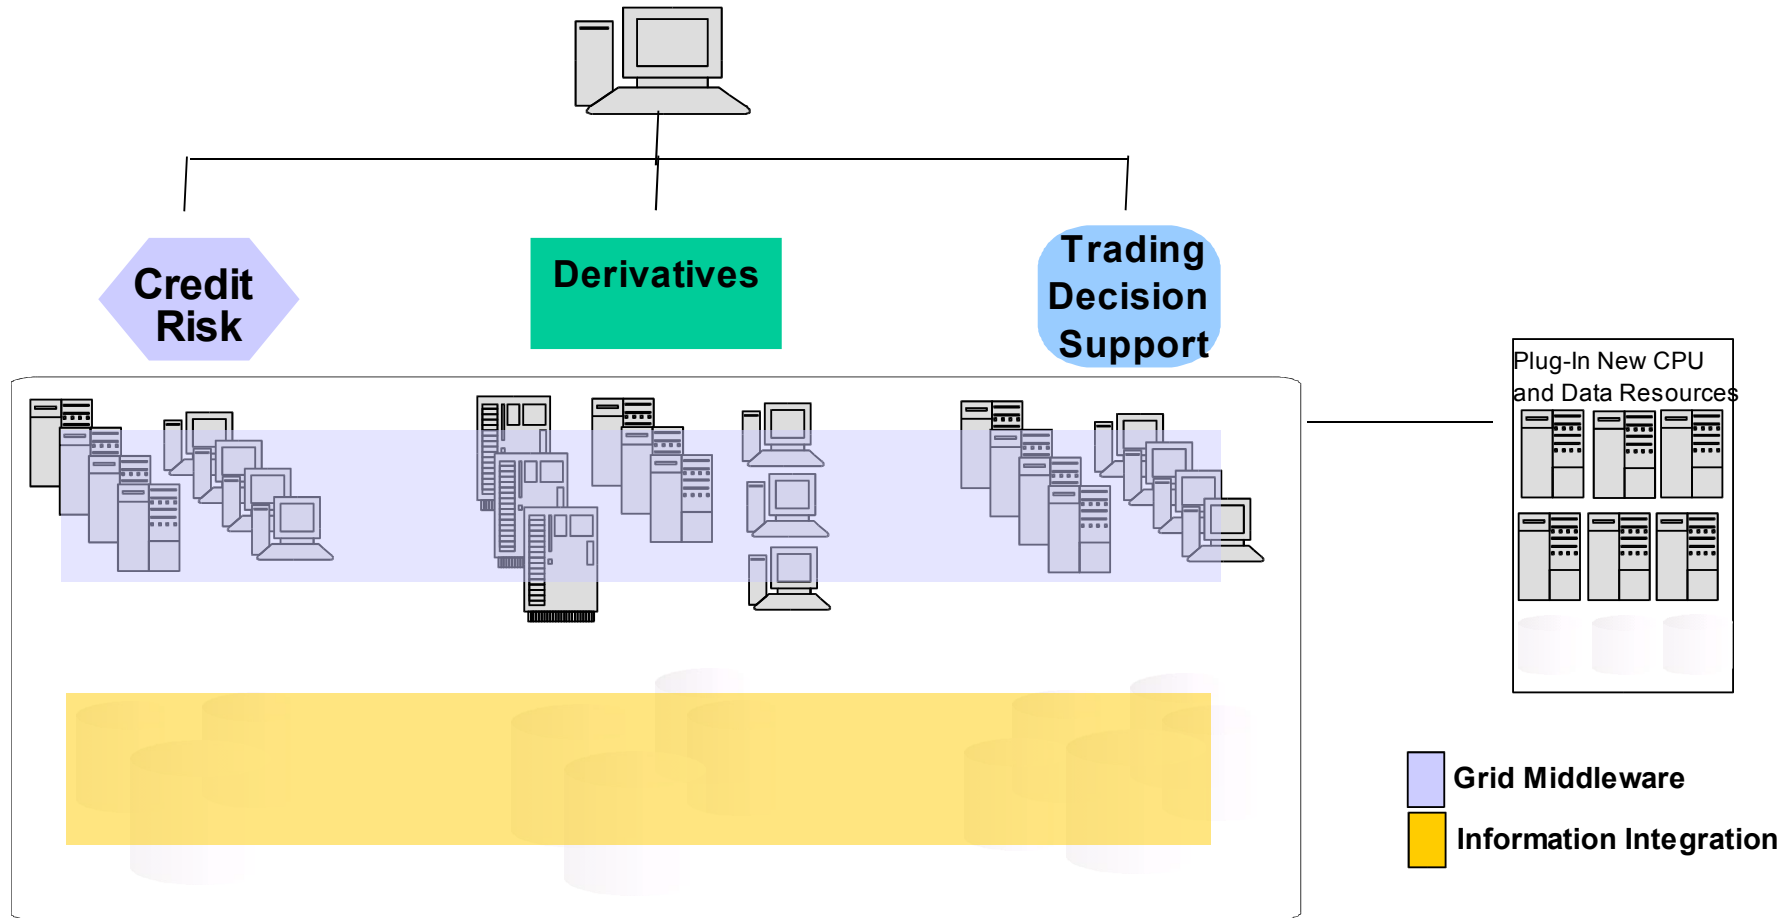 Credit
Risk
Derivatives
Trading
Decision
Support
Plug-In New CPU
and Data Resources
Grid Middleware
Information Integration